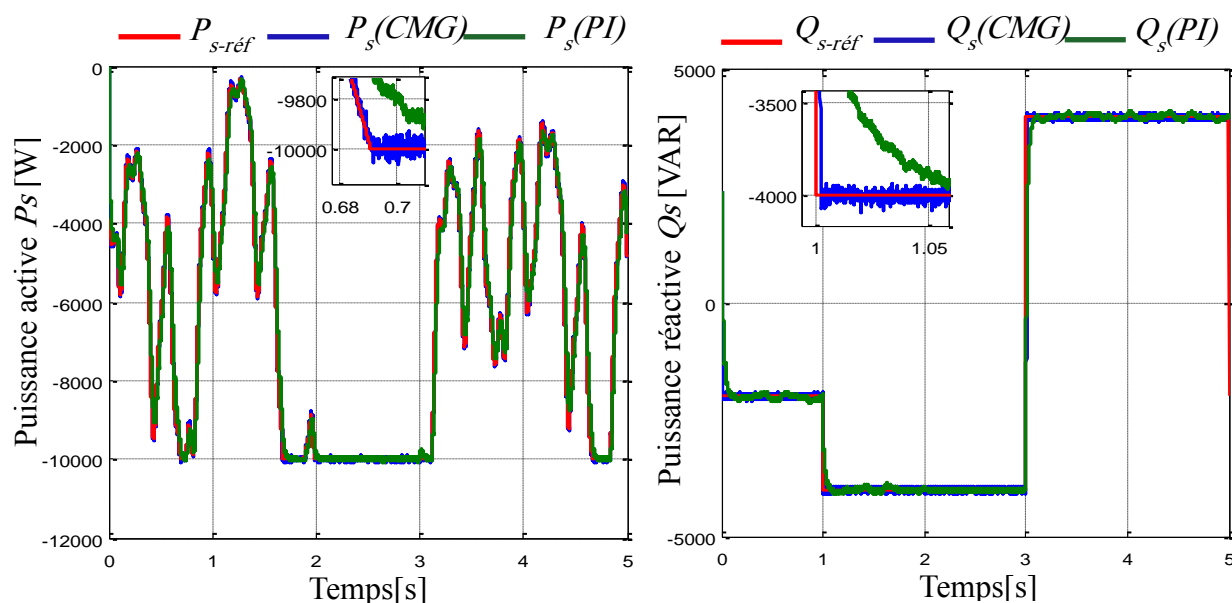 P_s-réf P_s(CMG) P_s(PI)
Puissance active Ps [W]
0
-2000
-4000
-6000
-8000
-10000
-12000
-9800
-10000
0.68 0.7
0 1 2 3 4 5
Temps[s]
Q_s-réf Q_s(CMG) Q_s(PI)
Puissance réactive Qs [VAR]
5000
0
-5000
-3500
-4000
1 1.05
0 1 2 3 4 5
Temps[s]